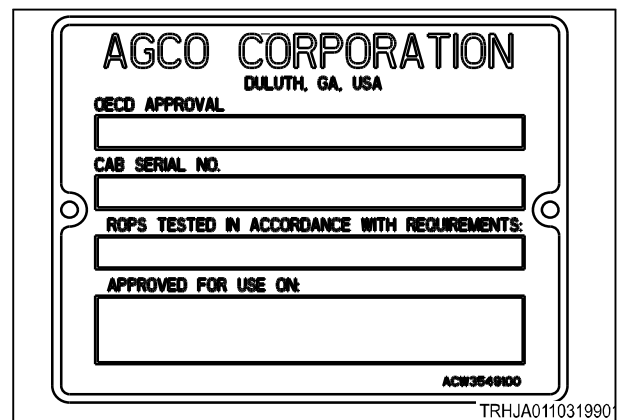 AGCO CORPORATION
DULUTH, GA, USA
OECD APPROVAL
CAB SERIAL NO.
ROPS TESTED IN ACCORDANCE WITH REQUIREMENTS:
APPROVED FOR USE ON:
ACW3549100
TRHJA011031990